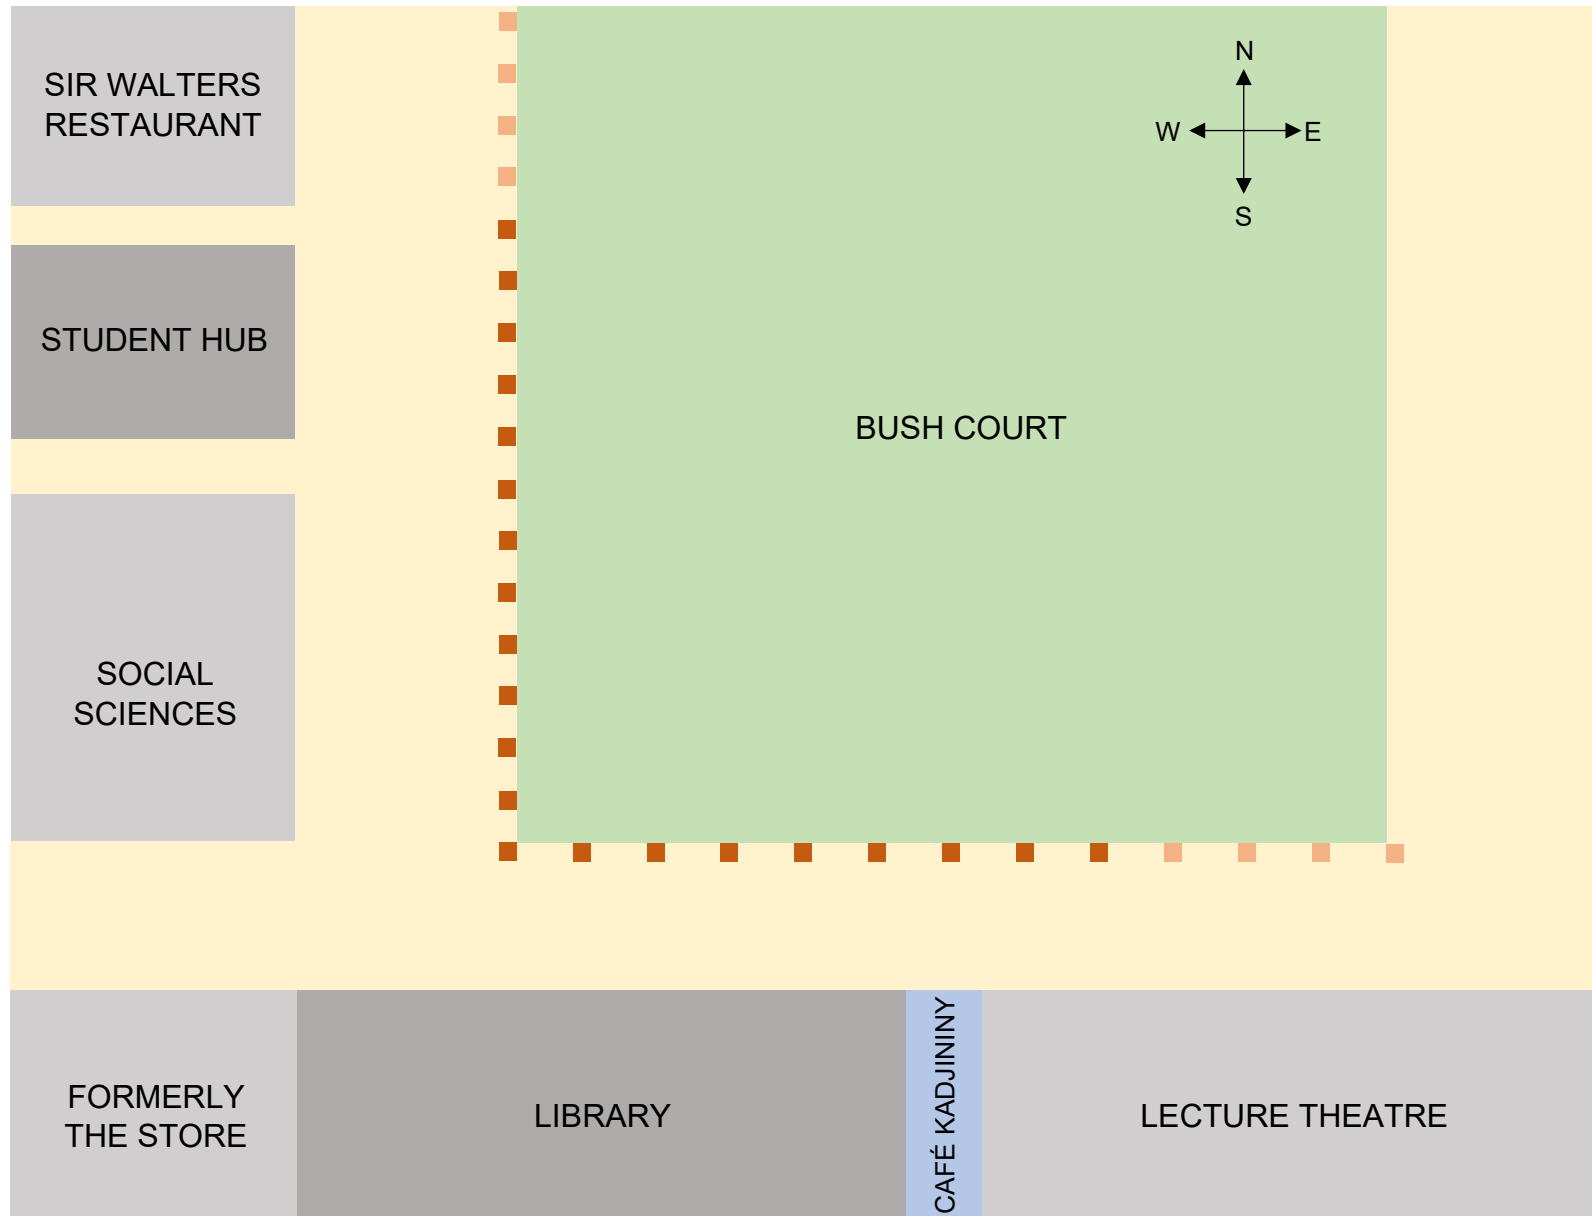 SIR WALTERS
RESTAURANT
N
W
E
S
STUDENT HUB
BUSH COURT
SOCIAL
SCIENCES
FORMERLY
THE STORE
LIBRARY
CAFÉ KADJININY
LECTURE THEATRE